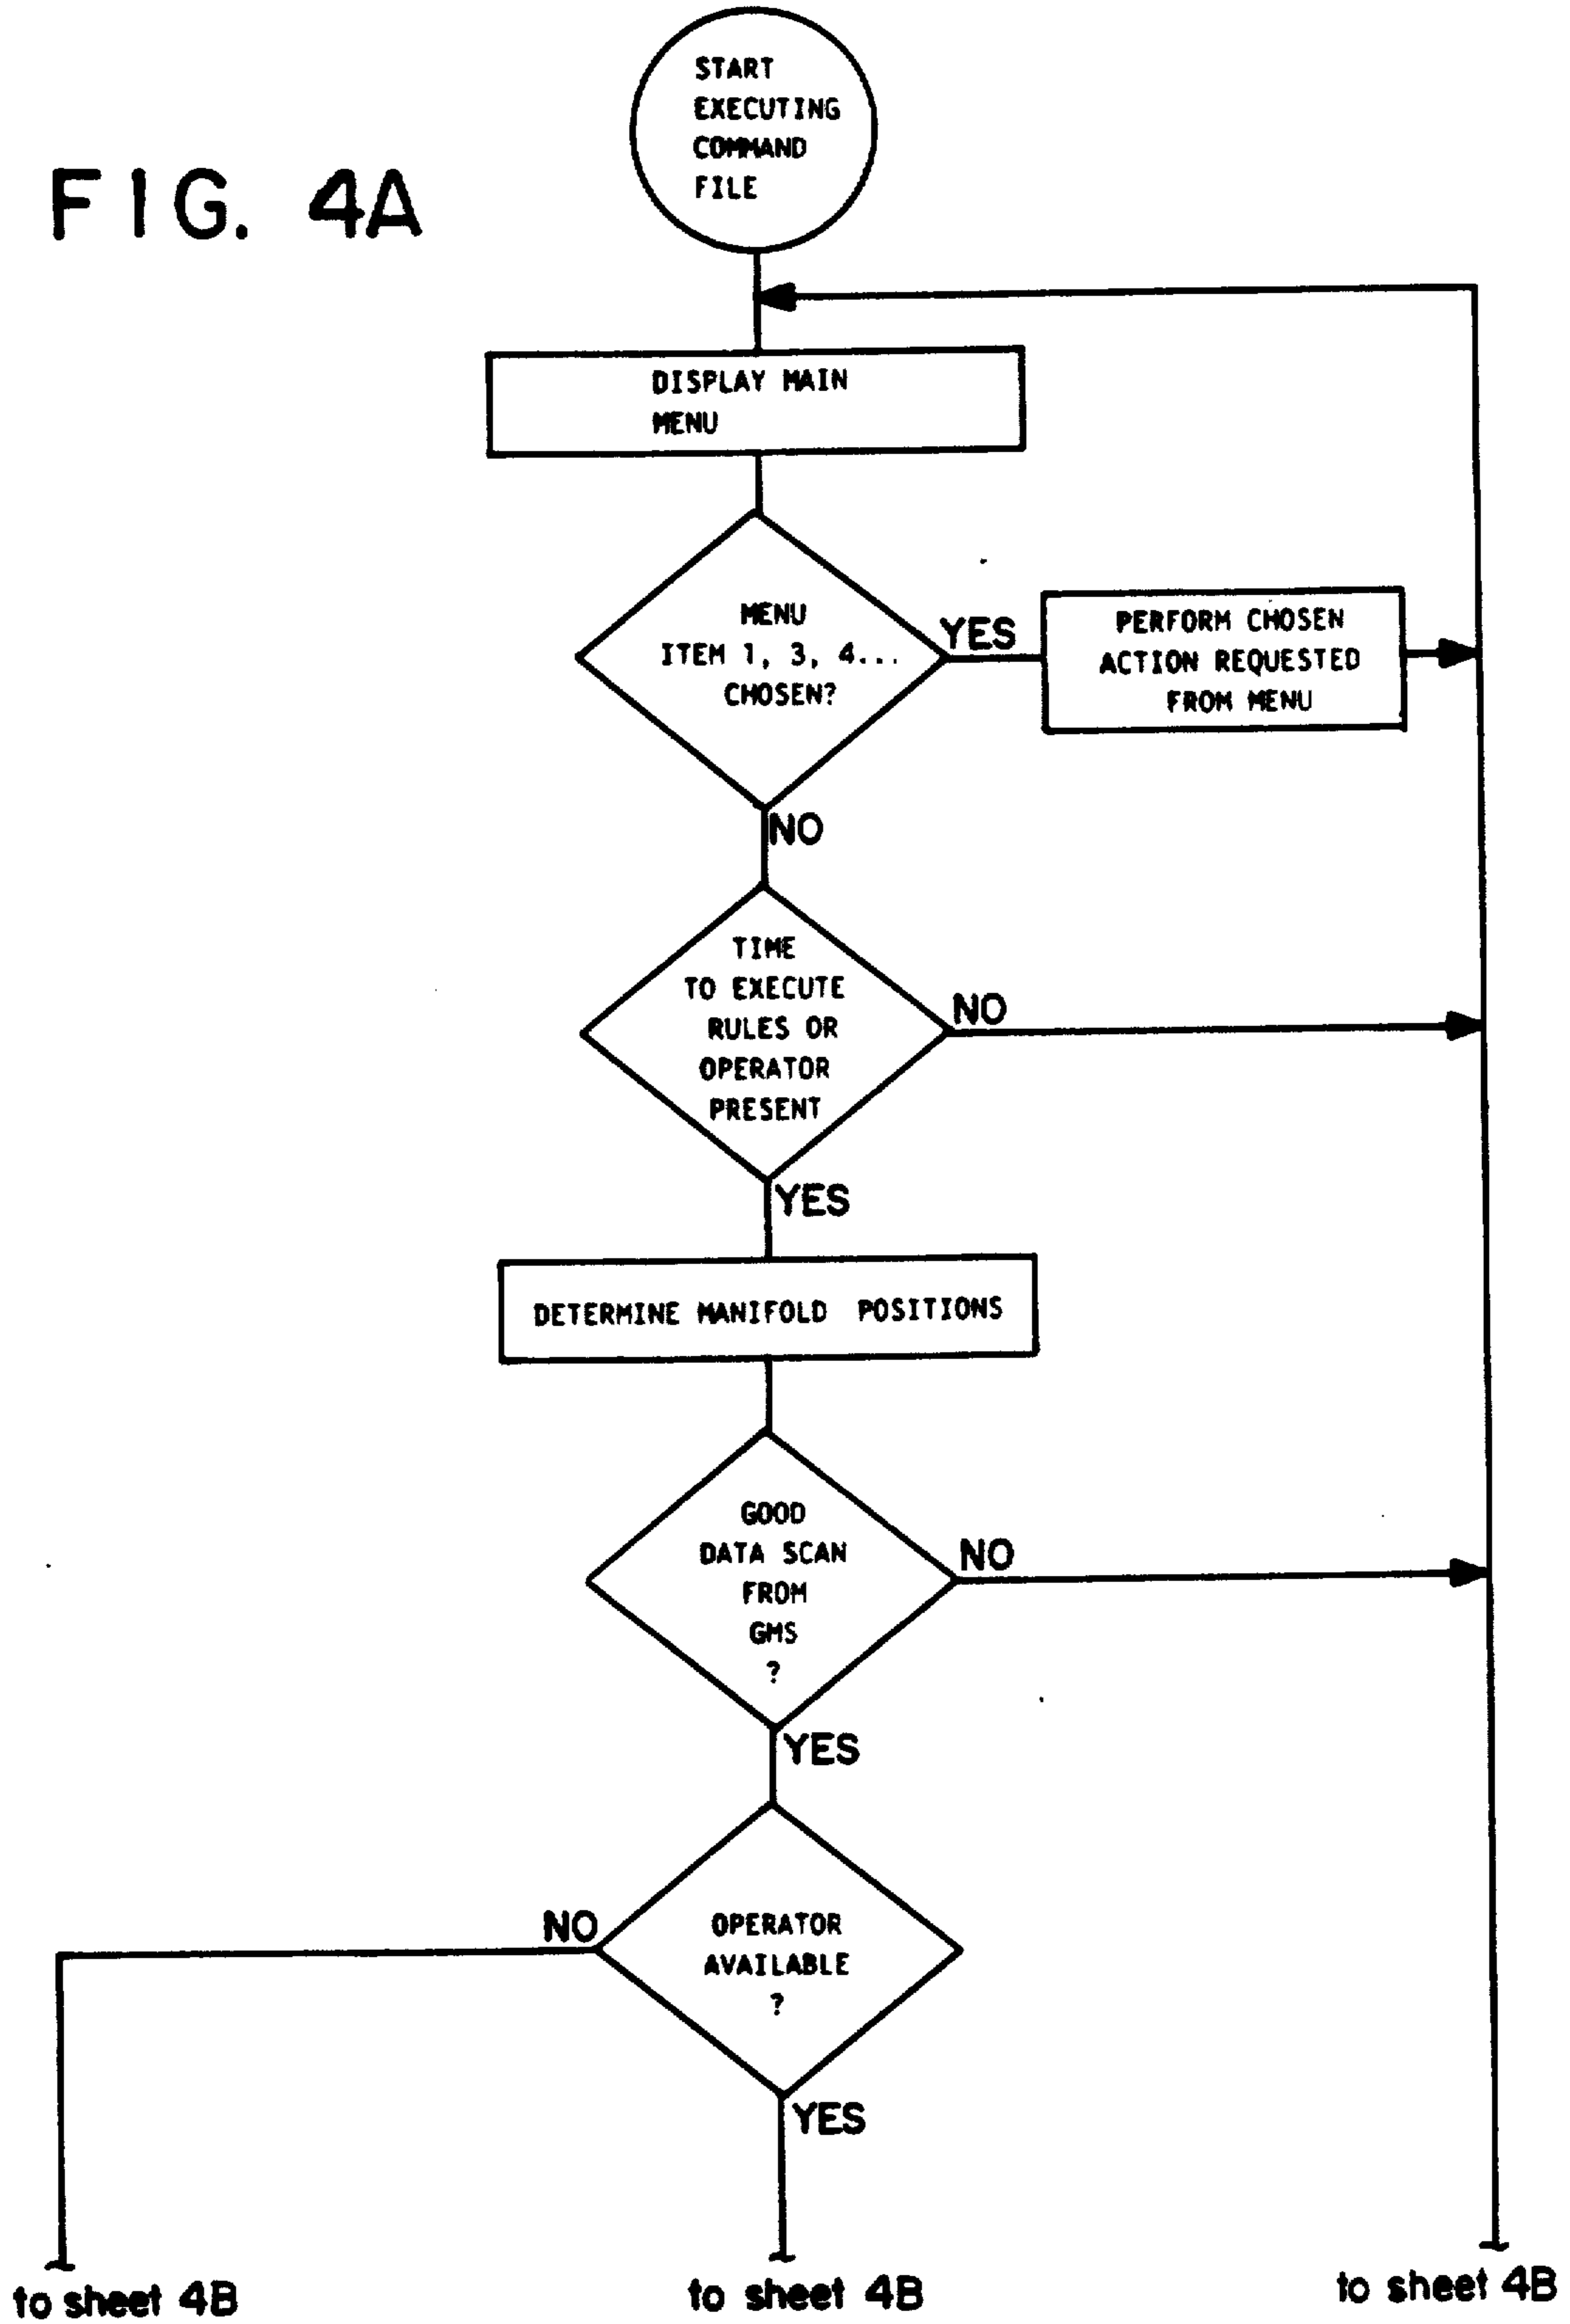 START
EXECUTING
COMMAND
FILE
FIG. 4A
DISPLAY MAIN
MENU
MENU
ITEM 1, 3, 4...
CHOSEN?
YES
PERFORM CHOSEN
ACTION REQUESTED
FROM MENU
NO
TIME
TO EXECUTE
RULES OR
OPERATOR
PRESENT
NO
YES
DETERMINE MANIFOLD POSITIONS
GOOD
DATA SCAN
FROM
GMS
?
NO
YES
OPERATOR
AVAILABLE
?
NO
YES
to sheet 4B
to sheet 4B
to sheet 4B